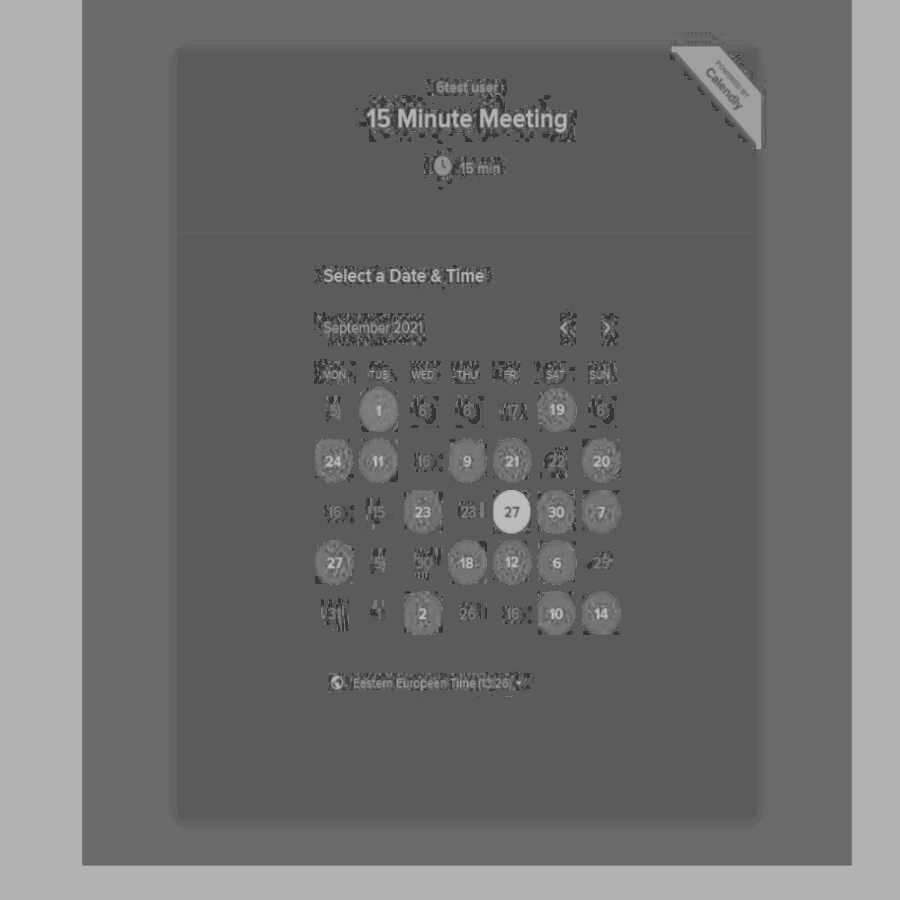 6test user
POWERED BY
Calendly
15 Minute Meeting
15 min
Select a Date & Time
September 2021
MON TUE WED THU FRI SAT SUN
5 1 6 6 17 19 6
24 11 16 9 21 22 20
16 15 23 23 27 30 7
27 5 30 18 12 6 25
31 4 2 26 16 10 14
Eastern European Time (13:26)